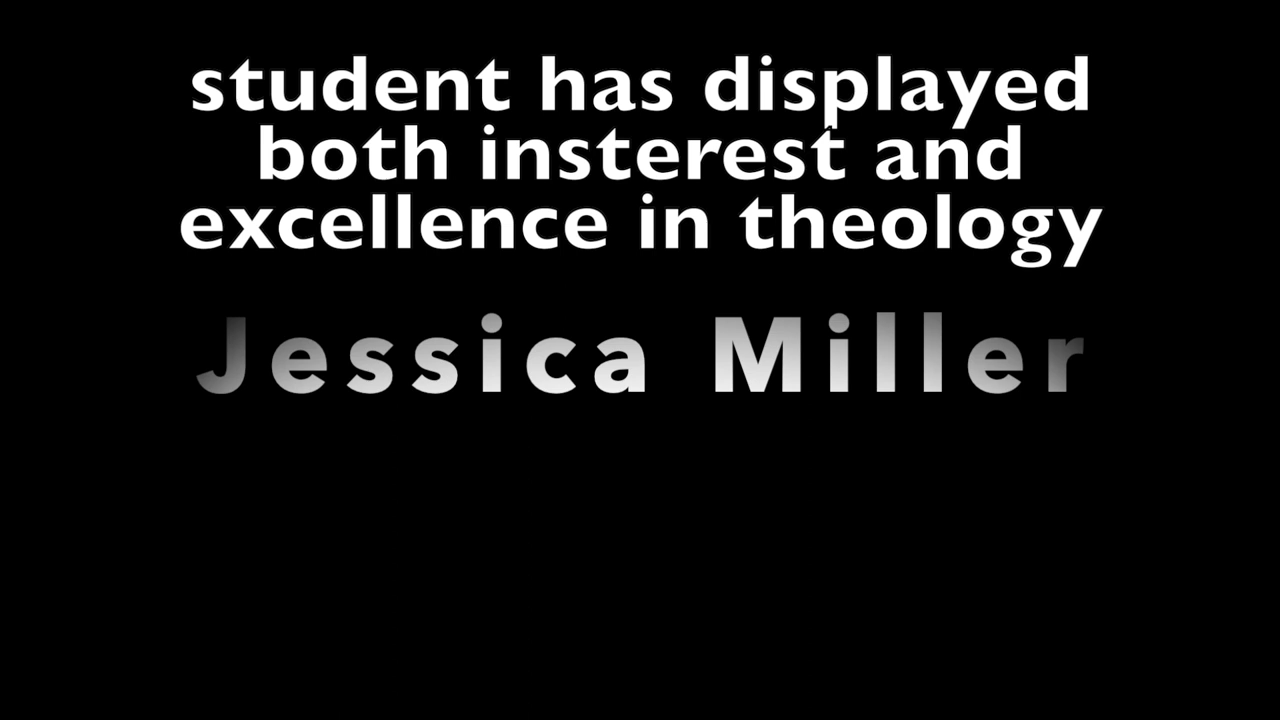 student has displayed
both insterest and
excellence in theology
Jessica Miller